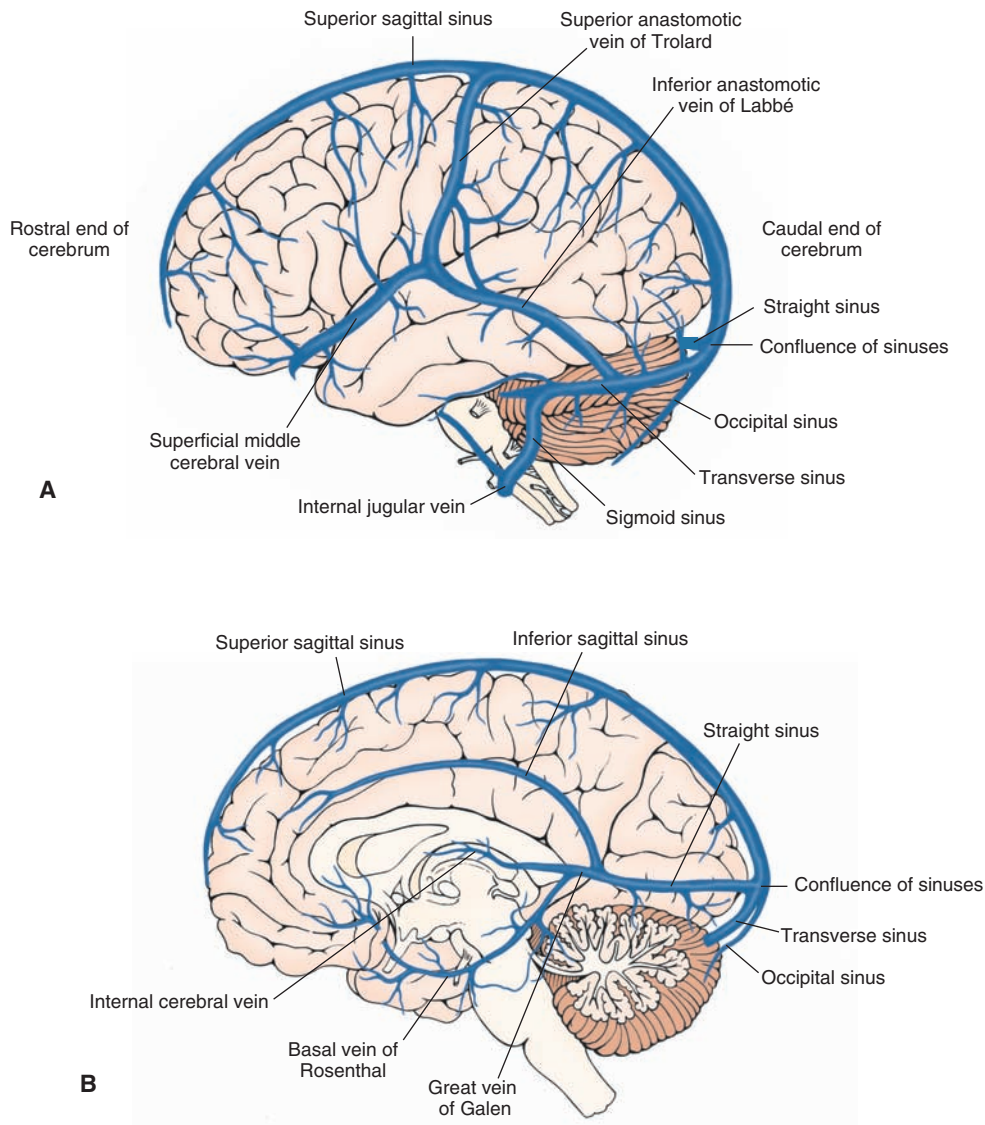 Superior sagittal sinus
Superior anastomotic
vein of Trolard
Inferior anastomotic
vein of Labbé
Rostral end of
cerebrum
Caudal end of
cerebrum
Straight sinus
Confluence of sinuses
Occipital sinus
Superficial middle
cerebral vein
Transverse sinus
A
Internal jugular vein
Sigmoid sinus
Superior sagittal sinus
Inferior sagittal sinus
Straight sinus
Confluence of sinuses
Transverse sinus
Occipital sinus
Internal cerebral vein
Basal vein of
Rosenthal
B
Great vein
of Galen